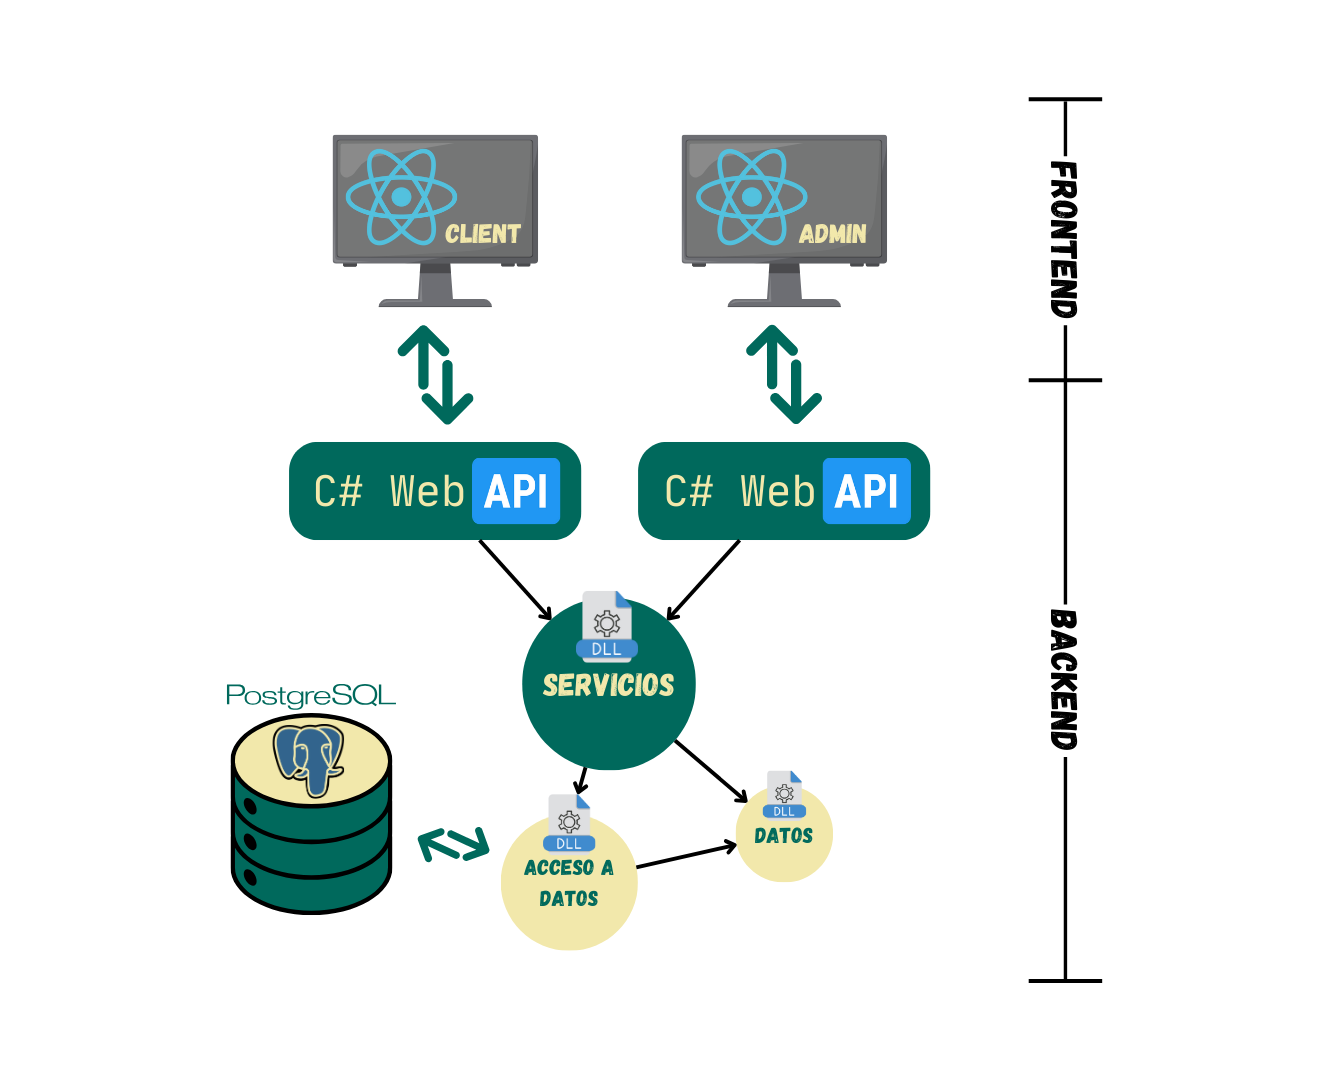 CLIENT
ADMIN
FRONTEND
C# Web API
C# Web API
DLL
SERVICIOS
BACKEND
PostgreSQL
DLL
DATOS
DLL
ACCESO A
DATOS